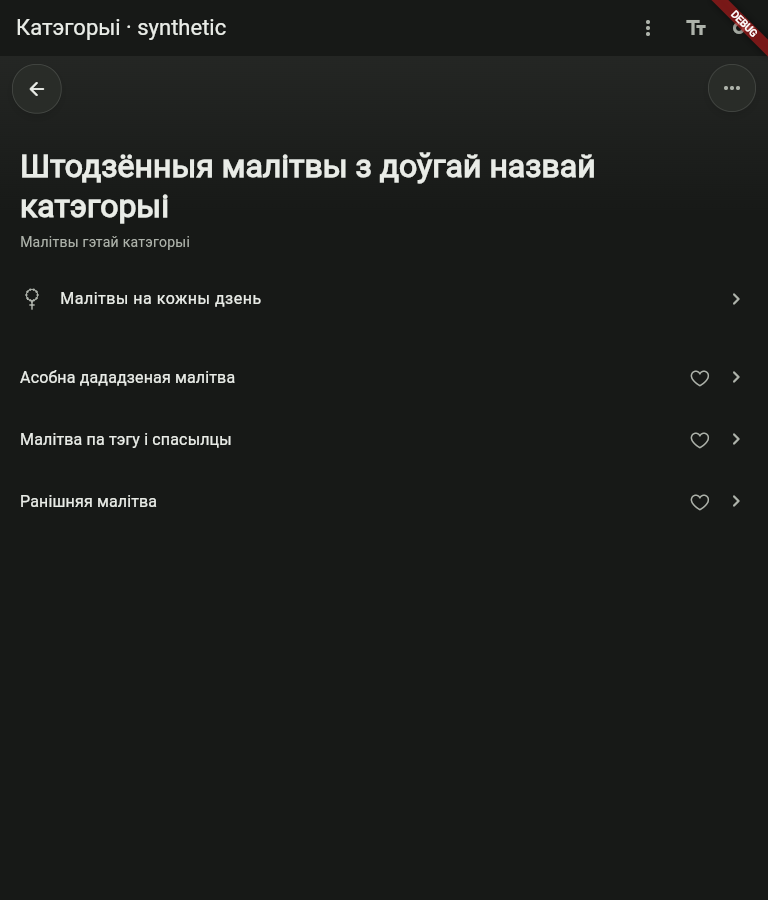 Катэгорыі · synthetic
DEBUG
Штодзённыя малітвы з доўгай назвай
катэгорыі
Малітвы гэтай катэгорыі
Малітвы на кожны дзень
Асобна дададзеная малітва
Малітва па тэгу і спасылцы
Ранішняя малітва